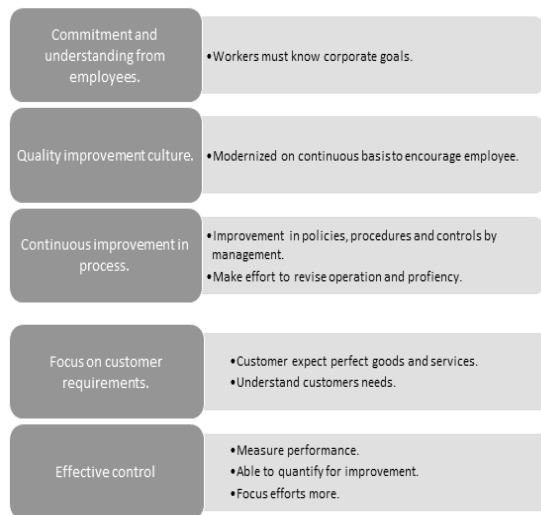 Commitment and
understanding from
employees.
•Workers must know corporate goals.
Quality improvement culture.
•Modernized on continuous basis to encourage employee.
Continuous improvement in
process.
•Improvement in policies, procedures and controls by
management.
•Make effort to revise operation and profiency.
Focus on customer
requirements.
•Customer expect perfect goods and services.
•Understand customers needs.
Effective control
•Measure performance.
•Able to quantify for improvement.
•Focus efforts more.